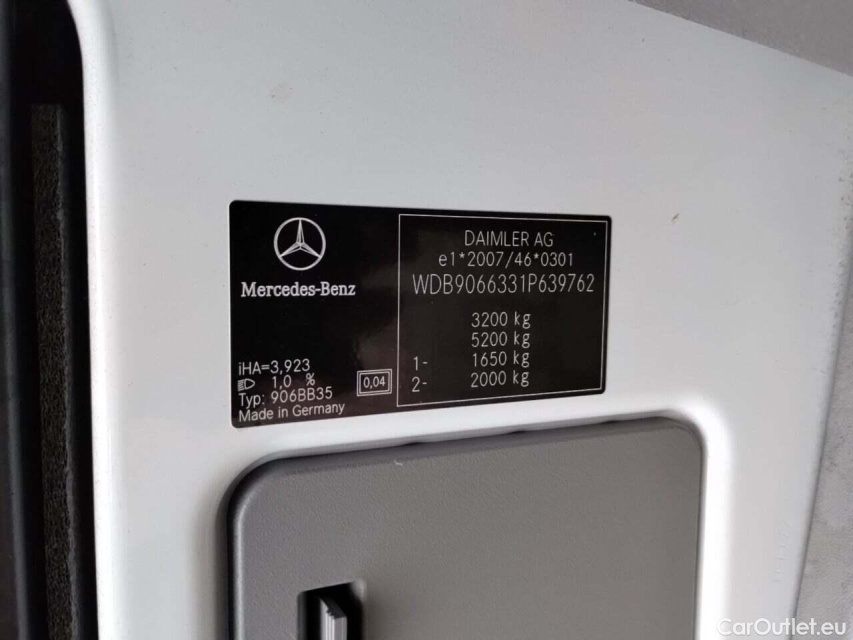 Mercedes-Benz
iHA=3,923
1,0 %
Typ: 906BB35
Made in Germany
0,04
DAIMLER AG
e1*2007/46*0301
WDB9066331P639762
3200 kg
5200 kg
1- 1650 kg
2- 2000 kg
CarOutlet.eu